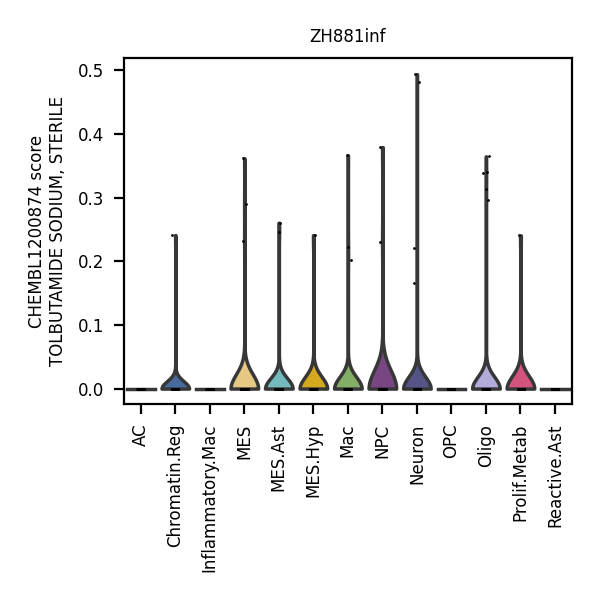 ZH881inf
CHEMBL1200874 score
TOLBUTAMIDE SODIUM, STERILE
0.5
0.4
0.3
0.2
0.1
0.0
AC
Chromatin.Reg
Inflammatory.Mac
MES
MES.Ast
MES.Hyp
Mac
NPC
Neuron
OPC
Oligo
Prolif.Metab
Reactive.Ast